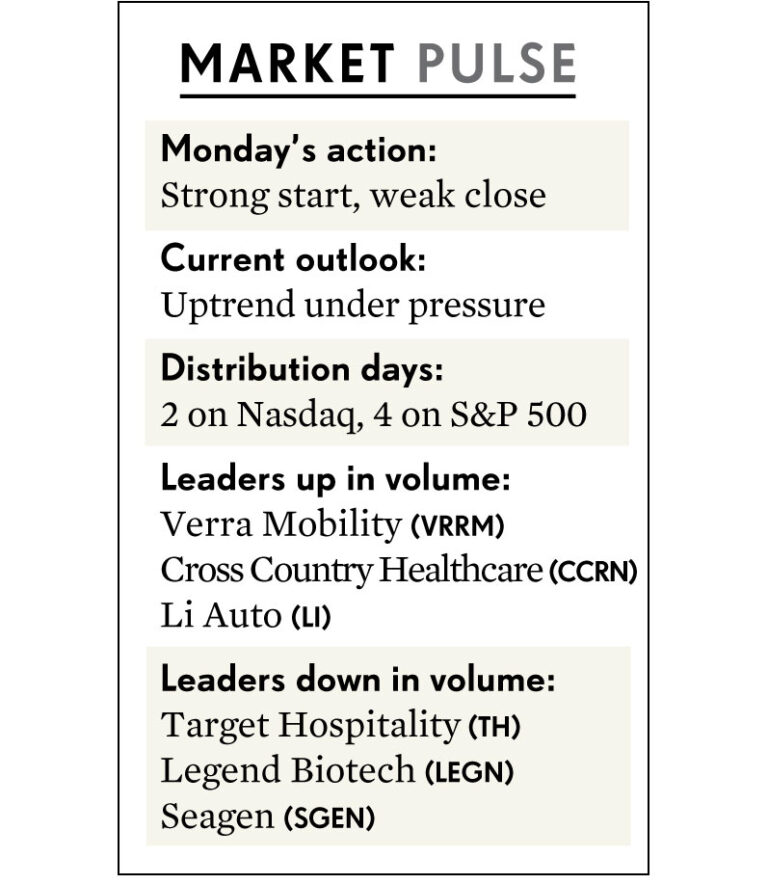 MARKET PULSE
Monday's action:
Strong start, weak close
Current outlook:
Uptrend under pressure
Distribution days:
2 on Nasdaq, 4 on S&P 500
Leaders up in volume:
Verra Mobility (VRRM)
Cross Country Healthcare (CCRN)
Li Auto (LI)
Leaders down in volume:
Target Hospitality (TH)
Legend Biotech (LEGN)
Seagen (SGEN)